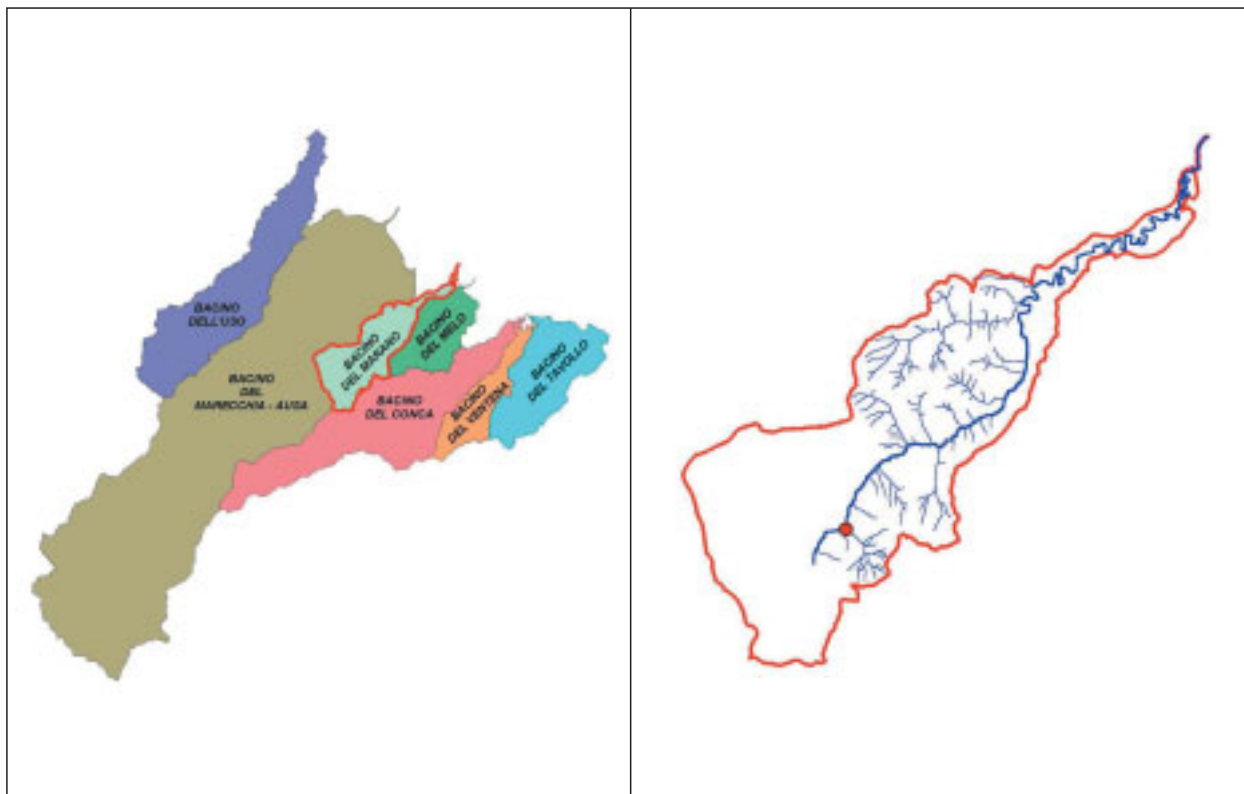 BACINO
DELL'USO
BACINO
DEL
MARECCHIA - AUSA
BACINO
DEL MARANO
BACINO
DEL MELO
BACINO
DEL CONCA
BACINO
DEL VENTENA
BACINO
DEL TAVOLLO